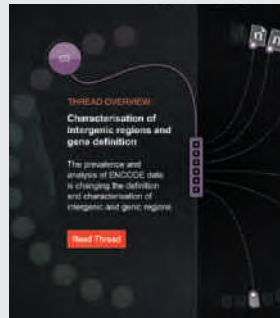 03
THREAD OVERVIEW
Characterisation of
intergenic regions and
gene definition
The prevalence and
analysis of ENCODE data
is changing the definition
and characterisation of
intergenic and genic regions
Read Thread
n
n